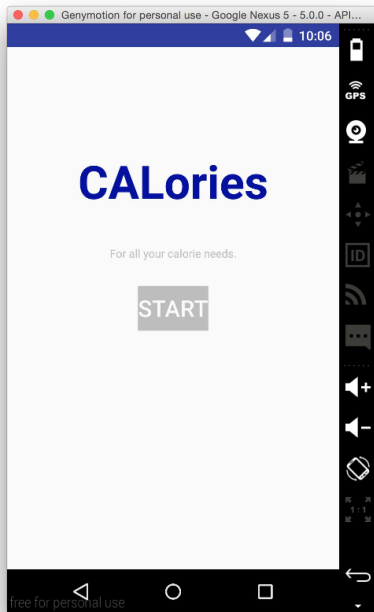 Genymotion for personal use - Google Nexus 5 - 5.0.0 - API...
10:06
GPS
CALories
For all your calorie needs.
ID
START
+
−
1:1
free for personal use